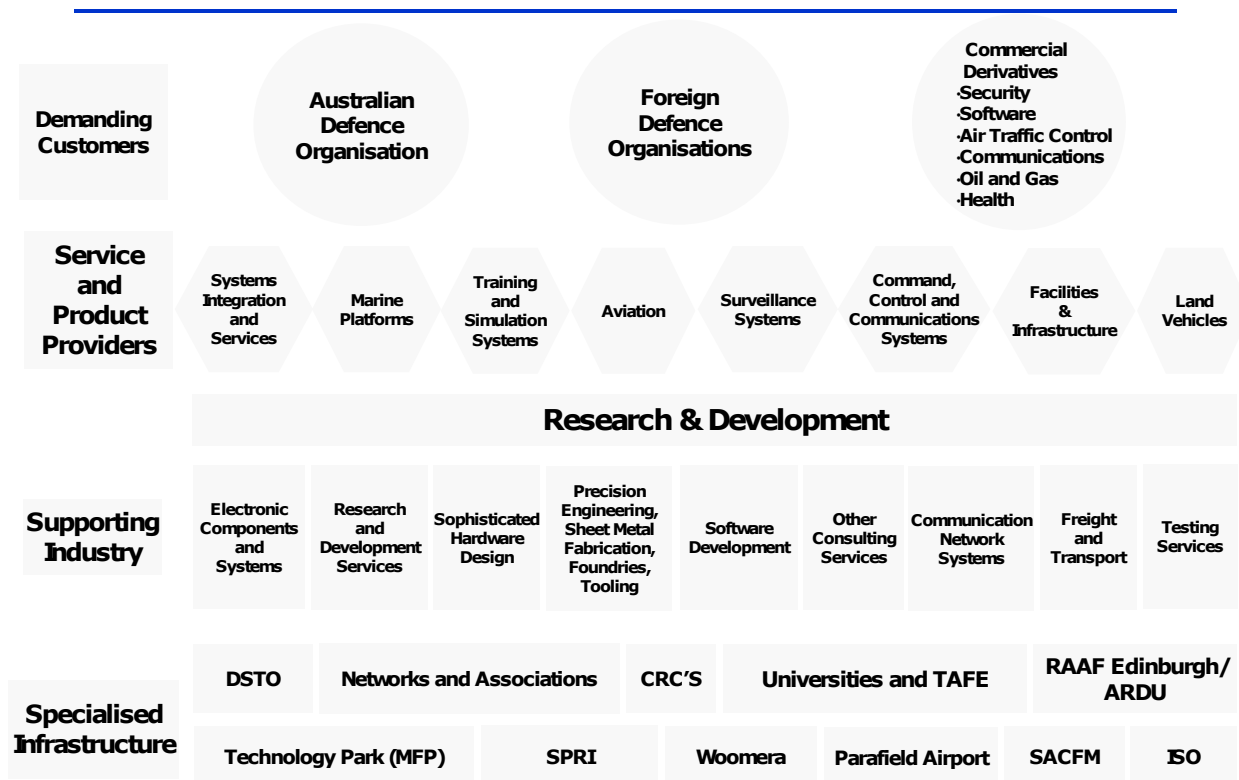 Demanding
Customers
Australian
Defence
Organisation
Foreign
Defence
Organisations
Commercial
Derivatives
·Security
·Software
·Air Traffic Control
·Communications
·Oil and Gas
·Health
Service
and
Product
Providers
Systems
Integration
and
Services
Marine
Platforms
Training
and
Simulation
Systems
Aviation
Surveillance
Systems
Command,
Control and
Communications
Systems
Facilities
&
Infrastructure
Land
Vehicles
Research & Development
Supporting
Industry
Electronic
Components
and
Systems
Research
and
Development
Services
Sophisticated
Hardware
Design
Precision
Engineering,
Sheet Metal
Fabrication,
Foundries,
Tooling
Software
Development
Other
Consulting
Services
Communication
Network
Systems
Freight
and
Transport
Testing
Services
Specialised
Infrastructure
DSTO
Networks and Associations
CRC’S
Universities and TAFE
RAAF Edinburgh/
ARDU
Technology Park (MFP)
SPRI
Woomera
Parafield Airport
SACFM
ISO